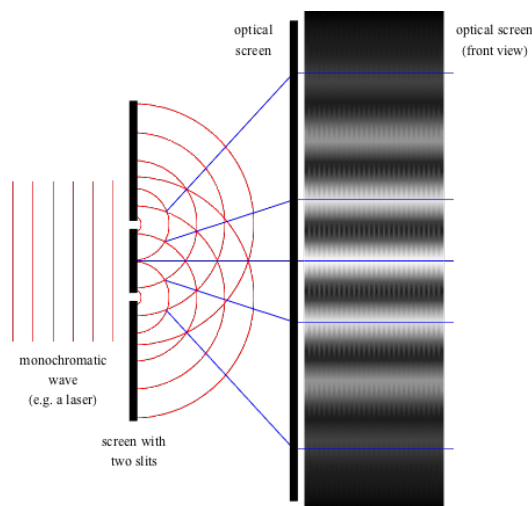 optical
screen
optical screen
(front view)
monochromatic
wave
(e.g. a laser)
screen with
two slits